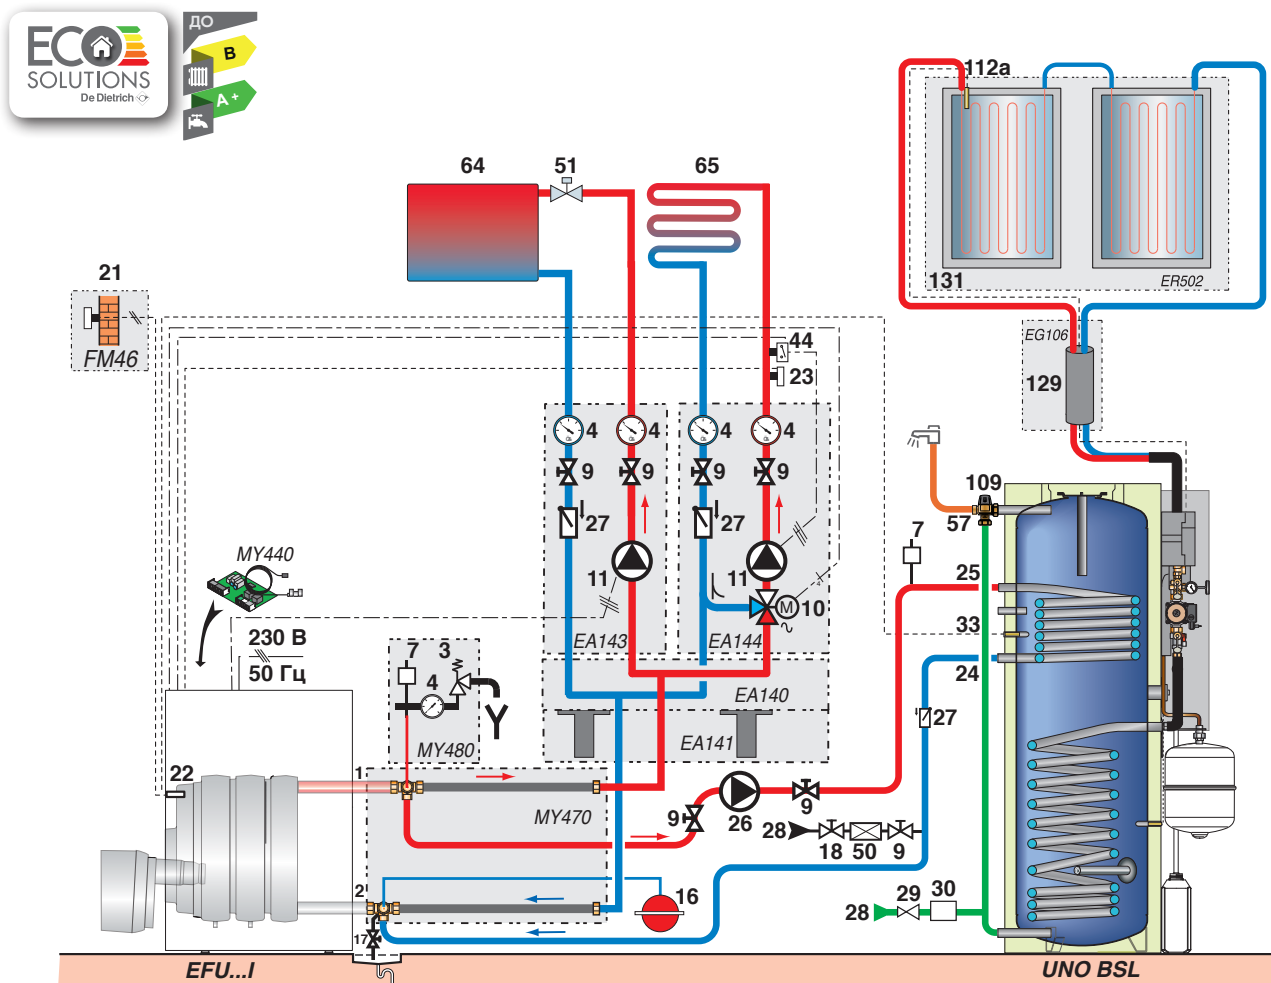 ECO
SOLUTIONS
De Dietrich
ДО
B
A+
112a
64
51
65
131
ER502
21
FM46
EG106
129
44
23
4
4
4
4
9
9
9
9
109
57
27
27
7
MY440
11
11
M
10
25
4
33
24
EA143
EA144
230 В
50 Гц
7
3
4
MY480
EA140
EA141
27
22
1
MY470
9
26
9
28
18
50
9
2
16
17
28
29
30
EFU...I
UNO BSL